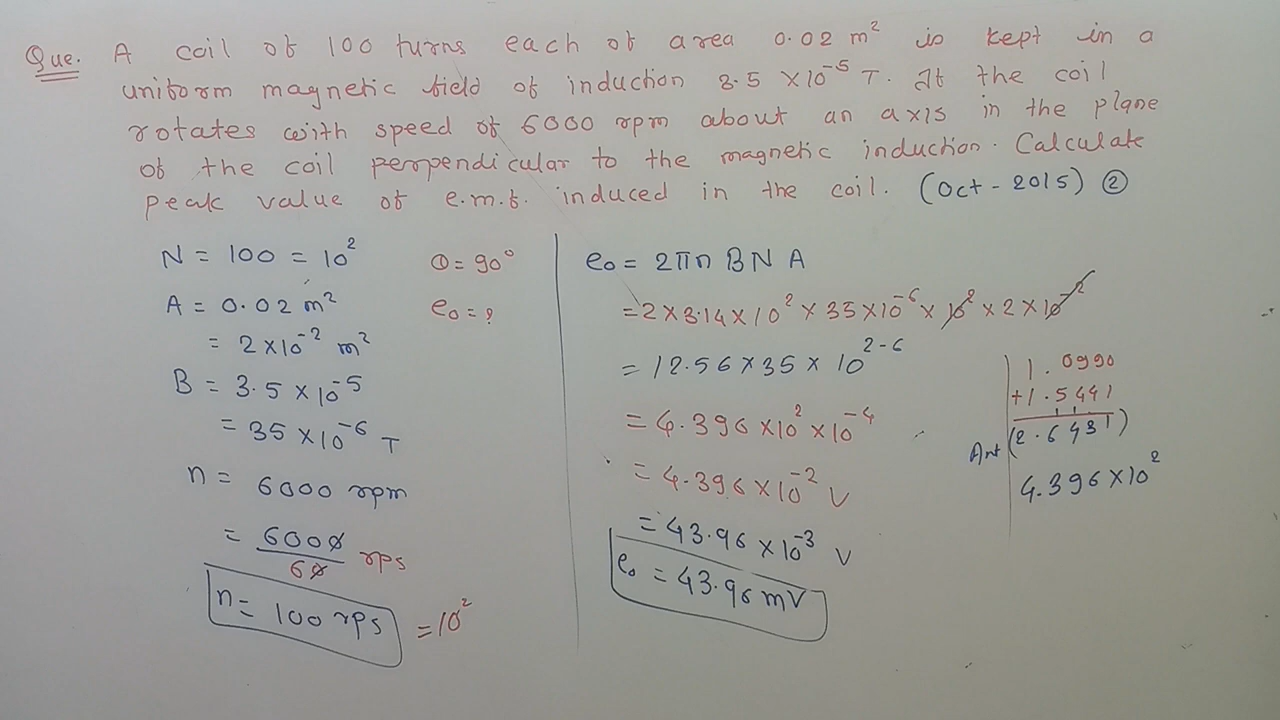 Que. A coil of 100 turns each of area 0.02 m² is kept in a
uniform magnetic field of induction 3.5 × 10⁻⁵ T. If the coil
rotates with speed of 6000 rpm about an axis in the plane
of the coil perpendicular to the magnetic induction. Calculate
peak value of e.m.f. induced in the coil. (Oct - 2015) ②
N = 100 = 10²
θ = 90°
A = 0.02 m²
e₀ = ?
= 2 × 10⁻² m²
B = 3.5 × 10⁻⁵
= 35 × 10⁻⁶ T
n = 6000 rpm
= 6000/60 rps
n = 100 rps = 10²
e₀ = 2πn BNA
= 2 × 3.14 × 10² × 35 × 10⁻⁶ × 10² × 2 × 10⁻²
= 12.56 × 35 × 10²⁻⁶
= 4.396 × 10² × 10⁻⁴
= 4.396 × 10⁻² V
= 43.96 × 10⁻³ V
e₀ = 43.96 mV
1.0990
+1.5441
Ant (2.6431)
4.396 × 10²